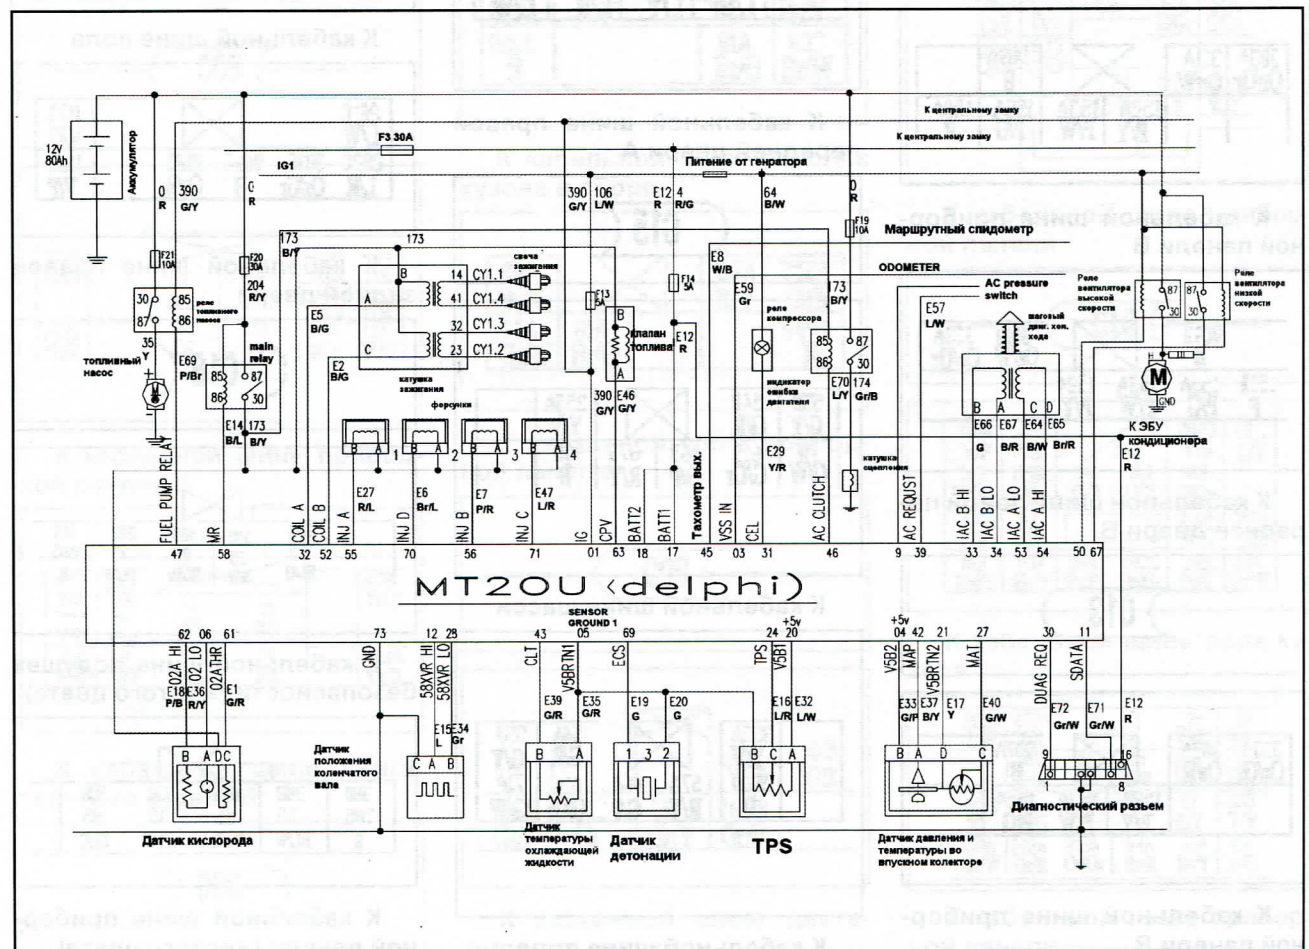 К центральному замку
К центральному замку
F3 30A
12V
80Ah
Аккумулятор
IG1
Питание от генратора
0
R
390
G/Y
R
390
G/Y
106
L/W
E12
R
4
R/G
64
B/W
0
R
F19
10A
Маршрутный спидометр
173
B/Y
173
F21
10A
F20
30A
204
R/Y
свеча
зажигания
E8
W/B
ODOMETER
AC pressure
switch
Реле
вентилятора
высокой
скорости
Реле
вентилятора
низкой
скорости
30
87
85
86
реле
топливного
насоса
B
A
C
14
CY1.1
41
CY1.4
32
CY1.3
23
CY1.2
F13
5A
B
A
клапан
топлива
F14
5A
E12
R
E59
Gr
реле
компрессора
173
B/Y
E57
L/W
шаговый
двиг. хол.
хода
87
30
87
30
35
Y
топливный
насос
M
E69
P/Br
main
relay
E5
B/G
E2
B/G
катушка
зажигания
85
86
87
30
85
86
87
30
форсунки
390
G/Y
E46
G/Y
индикатор
ошибки
двигателя
E70
L/Y
174
Gr/B
B
A
C
D
M
GND
К ЭБУ
кондиционера
E12
R
E14
B/L
173
B/Y
B
A
1
B
A
2
B
A
3
B
A
4
E66
G
E67
B/R
E64
B/W
E65
Br/R
E27
R/L
E6
Br/L
E7
P/R
E47
L/R
E29
Y/R
катушка
сцепления
FUEL PUMP RELAY
MR
COIL A
COIL B
INJ A
INJ D
INJ B
INJ C
IG
CPV
BATT2
BATT1
Тахометр вых.
VSS IN
CEL
AC CLUTCH
AC REQUST
IAC B HI
IAC B LO
IAC A LO
IAC A HI
47
58
32
52
55
70
56
71
01
63
18
17
45
03
31
46
9
39
33
34
53
54
50
67
MT20U (delphi)
SENSOR
GROUND 1
+5v
+5v
62
06
61
73
12
28
43
05
69
24
20
04
42
21
27
30
11
O2A HI
O2A LO
O2ATHR
GND
58XVR HI
58XVR LO
CLT
V5BRTN1
ECS
TPS
V5B1
V5B2
MAP
V5BRTN2
MAT
DUAG REQ
SDATA
E18
P/B
E36
R/Y
E1
G/R
E15
L
E34
Gr
E39
G/R
E35
G/R
E19
G
E20
G
E16
L/R
E32
L/W
E33
G/P
E37
B/Y
E17
Y
E40
G/W
E72
Gr/W
E71
Gr/W
E12
R
B
A
D
C
Датчик
положения
коленчатого
вала
C
A
B
B
A
1
3
2
B
C
A
B
A
D
C
9
16
1
8
Диагностический разъем
Датчик кислорода
Датчик
температуры
охлаждающей
жидкости
Датчик
детонации
TPS
Датчик давления и
температуры во
впускном колекторе